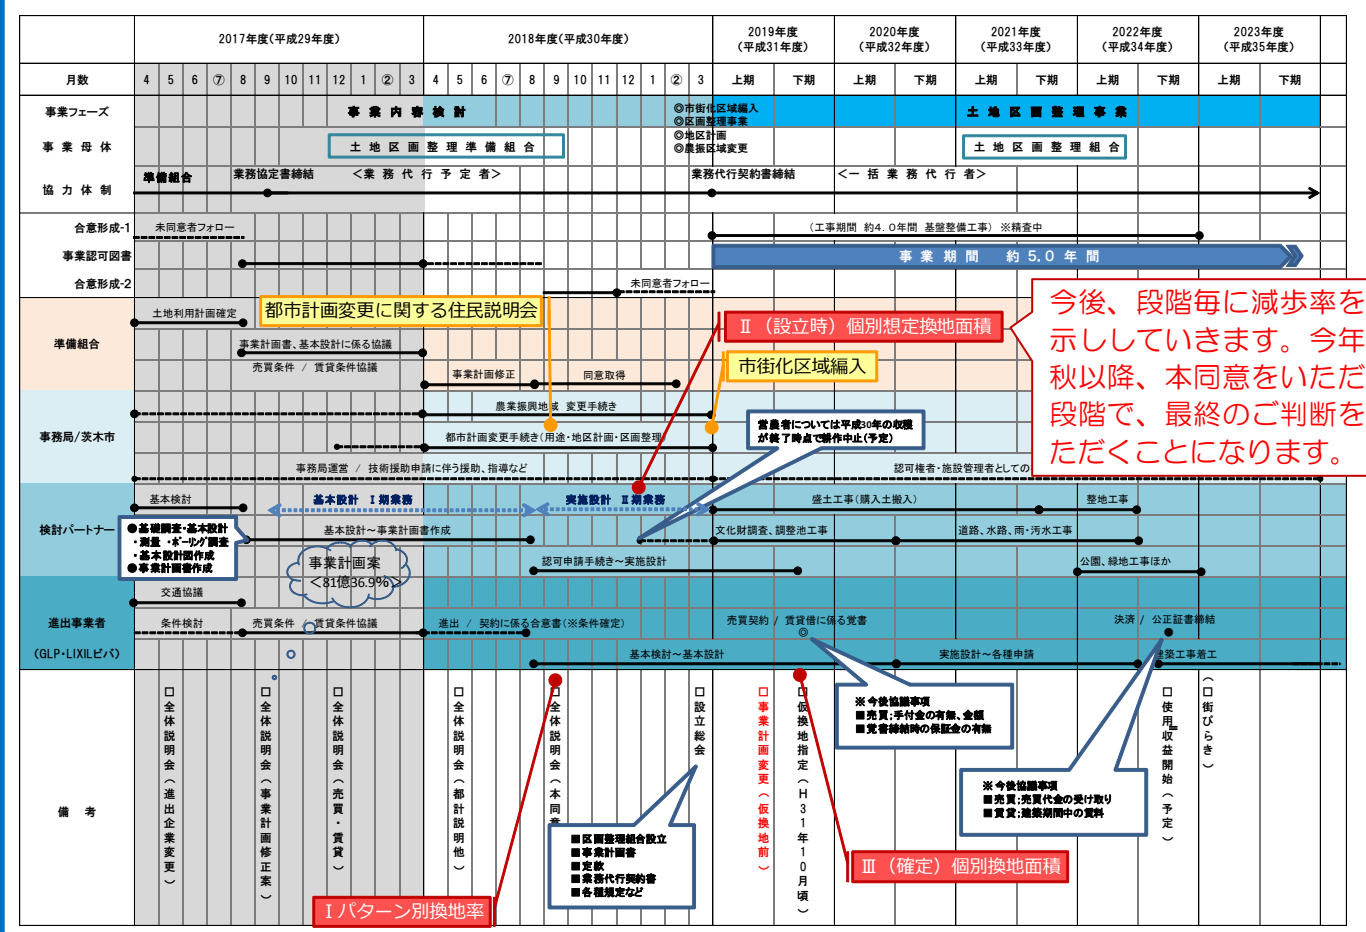 2017年度(平成29年度)
2018年度(平成30年度)
2019年度
(平成31年度)
2020年度
(平成32年度)
2021年度
(平成33年度)
2022年度
(平成34年度)
2023年度
(平成35年度)
月数 4 5 6 ⑦ 8 9 10 11 12 1 ② 3 4 5 6 ⑦ 8 9 10 11 12 1 ② 3 上期 下期 上期 下期 上期 下期 上期 下期 上期 下期
事業フェーズ
事業内容検討
◎市街化区域編入
◎区画整理事業
◎地区計画
◎農振区域変更
土地区画整理事業
事業母体
土地区画整理準備組合
土地区画整理組合
協力体制
準備組合
業務協定書締結
<業務代行予定者>
業務代行契約書締結
<一括業務代行者>
合意形成-1
未同意者フォロー
(工事期間 約4.0年間 基盤整備工事) ※精査中
事業認可図書
事業期間 約5.0年間
合意形成-2
未同意者フォロー
準備組合
土地利用計画確定
都市計画変更に関する住民説明会
Ⅱ(設立時)個別想定換地面積
今後、段階毎に減歩率を
示ししていきます。今年
秋以降、本同意をいただ
段階で、最終のご判断を
ただくことになります。
事業計画書、基本設計に係る協議
売買条件 / 賃貸条件協議
事業計画修正
同意取得
市街化区域編入
事務局/茨木市
農業振興地域 変更手続き
都市計画変更手続き(用途・地区計画・区画整理)
営農者については平成30年の収穫
が終了時点で耕作中止(予定)
事務局運営 / 技術援助申請に伴う援助、指導など
認可権者・施設管理者としての
検討パートナー
基本検討
基本設計 Ⅰ期業務
実施設計 Ⅱ期業務
盛土工事(購入土搬入)
整地工事
●基礎調査・基本設計
・測量 ・ボーリング調査
・基本設計図作成
●事業計画書作成
基本設計~事業計画書作成
文化財調査、調整池工事
道路、水路、雨・汚水工事
事業計画案
<81億36.9%>
認可申請手続き~実施設計
公園、緑地工事ほか
進出事業者
(GLP・LIXILビバ)
交通協議
条件検討
売買条件 / 賃貸条件協議
進出 / 契約に係る合意書(※条件確定)
売買契約 / 賃貸借に係る覚書
◎
決済 / 公正証書締結
基本検討~基本設計
実施設計~各種申請
建築工事着工
備考
□全体説明会(進出企業変更)
□全体説明会(事業計画修正案)
□全体説明会(売買・賃貸)
□全体説明会(都計説明他)
□全体説明会(本同意
□設立総会
□事業計画変更(仮換地前)
□仮換地指定(H31年10月頃)
□使用収益開始(予定)
(□街びらき)
※今後協議事項
■売買;手付金の有無、金額
■覚書締結時の保証金の有無
※今後協議事項
■売買;売買代金の受け取り
■賃貸;建築期間中の賃料
■区画整理組合設立
■事業計画書
■定款
■業務代行契約書
■各種規定など
Ⅲ(確定)個別換地面積
Ⅰパターン別換地率